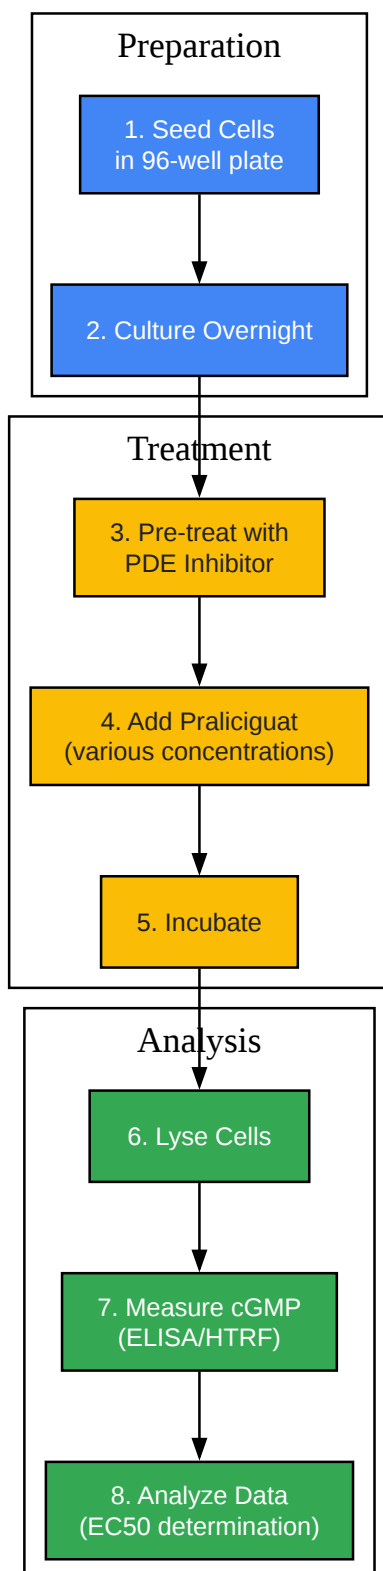 Preparation
1. Seed Cells
in 96-well plate
2. Culture Overnight
Treatment
3. Pre-treat with
PDE Inhibitor
4. Add Praliciguat
(various concentrations)
5. Incubate
Analysis
6. Lyse Cells
7. Measure cGMP
(ELISA/HTRF)
8. Analyze Data
(EC50 determination)